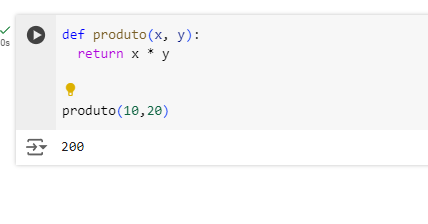 0s
def produto(x, y):
  return x * y
produto(10,20)
200